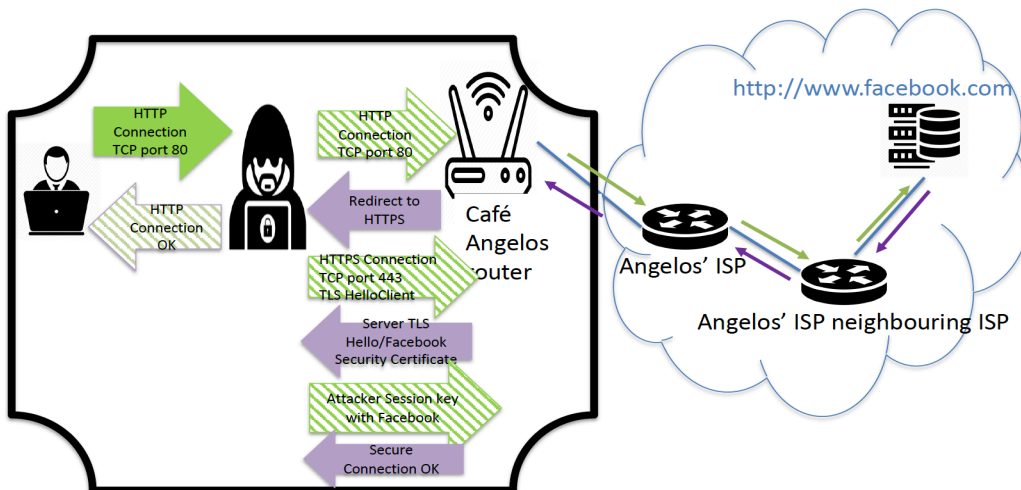 http://www.facebook.com
HTTP
Connection
TCP port 80
HTTP
Connection
TCP port 80
HTTP
Connection
OK
Redirect to
HTTPS
Café
Angelos
router
HTTPS Connection
TCP port 443
TLS HelloClient
Angelos’ ISP
Angelos’ ISP neighbouring ISP
Server TLS
Hello/Facebook
Security Certificate
Attacker Session key
with Facebook
Secure
Connection OK